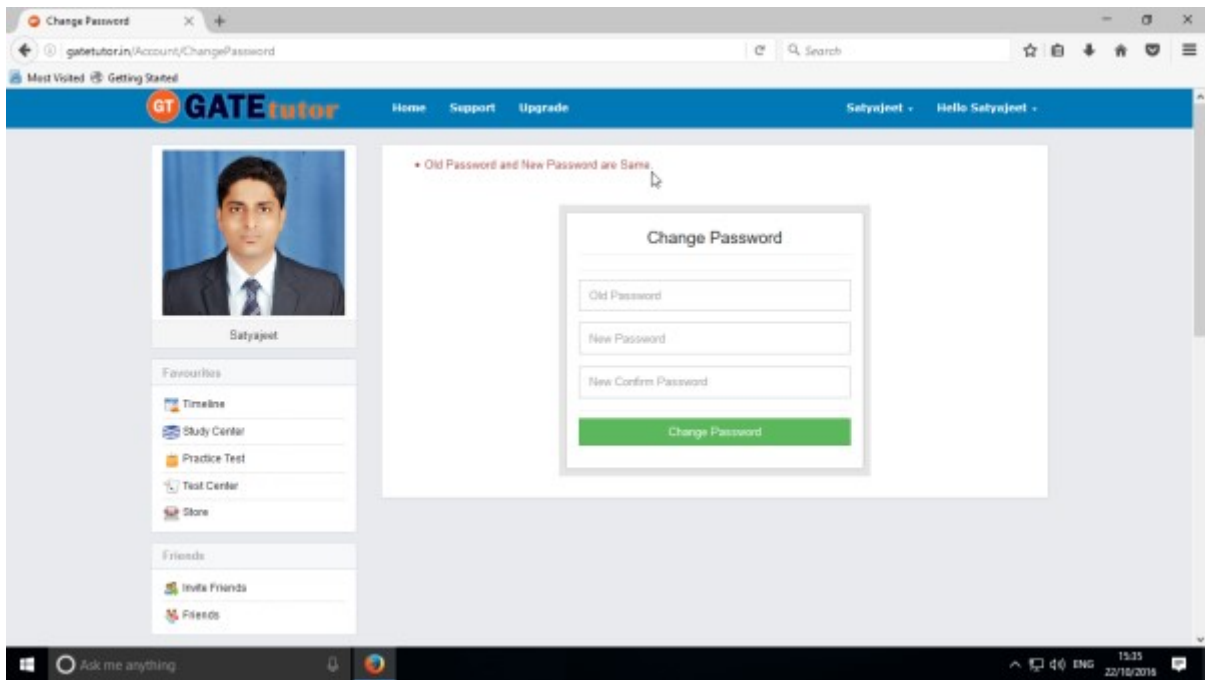 Change Password
gatetutor.in/Account/ChangePassword
Search
Most Visited Getting Started
GT GATEtutor Home Support Upgrade Satyajeet Hello Satyajeet
Old Password and New Password are Same.
Change Password
Old Password
New Password
New Confirm Password
Change Password
Satyajeet
Favourites
Timeline
Study Center
Practice Test
Test Center
Store
Friends
Invite Friends
Friends
Ask me anything
ENG
15:35
22/10/2016